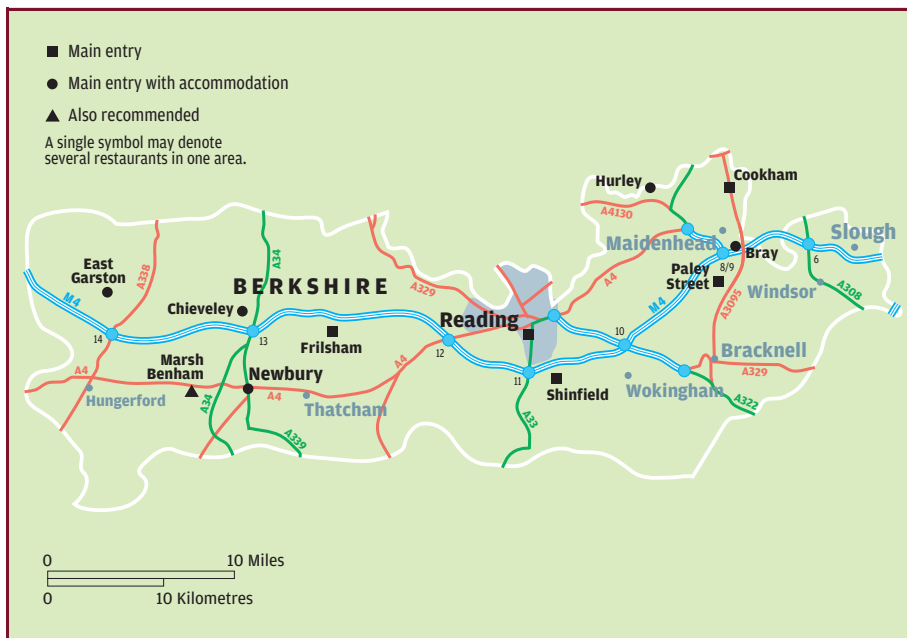 Main entry
Main entry with accommodation
Also recommended
A single symbol may denote
several restaurants in one area.
Hurley
Cookham
A4130
Maidenhead
Slough
A34
East
Garston
A338
BERKSHIRE
A329
A4
8/9
Bray
6
Paley
Street
M4
Windsor
A308
M4
Chieveley
Reading
A3095
14
13
Frilsham
12
10
Bracknell
A329
Marsh
Benham
A4
Newbury
A4
11
Shinfield
Wokingham
A322
A4
Hungerford
A34
A4
Thatcham
A33
A339
0
10 Miles
0
10 Kilometres